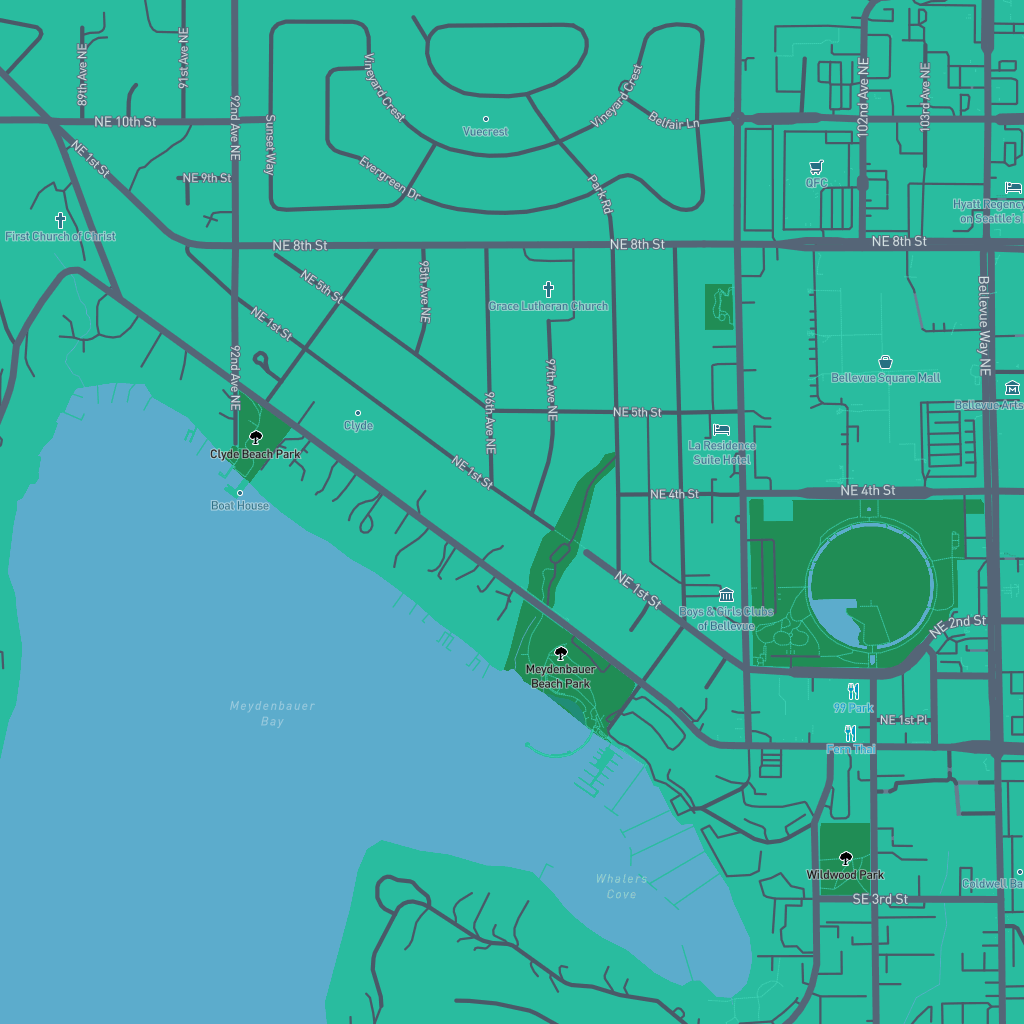 89th Ave NE
91st Ave NE
92nd Ave NE
NE 10th St
NE 1st St
NE 9th St
Sunset Way
Vineyard Crest
Vineyard Crest
Vuecrest
Belfair Ln
Evergreen Dr
Park Rd
102nd Ave NE
103rd Ave NE
QFC
Hyatt Regency
on Seattle's
First Church of Christ
NE 8th St
NE 8th St
NE 8th St
NE 5th St
95th Ave NE
Grace Lutheran Church
NE 1st St
92nd Ave NE
Bellevue Way NE
Bellevue Square Mall
Bellevue Arts
97th Ave NE
96th Ave NE
NE 5th St
Clyde
La Residence
Suite Hotel
Clyde Beach Park
Boat House
NE 1st St
NE 4th St
NE 4th St
NE 1st St
Boys & Girls Clubs
of Bellevue
NE 2nd St
Meydenbauer
Beach Park
Meydenbauer
Bay
99 Park
NE 1st Pl
Fern Thai
Whalers
Cove
Wildwood Park
Coldwell Ba
SE 3rd St